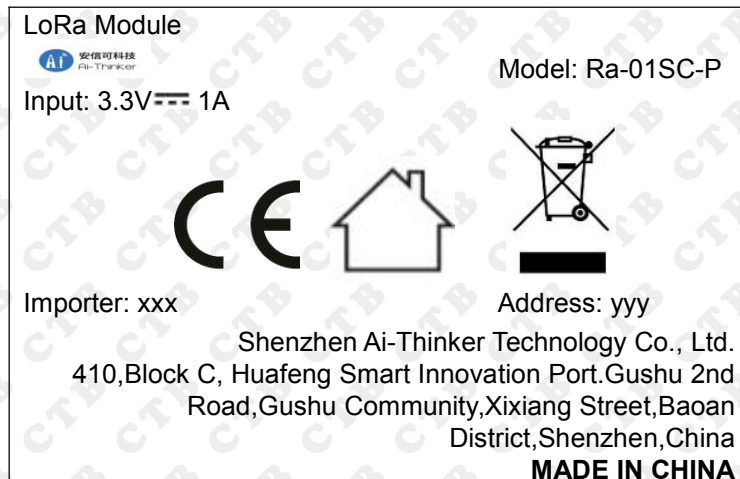 LoRa Module
Ai 安信可科技
Ai-Thinker
Model: Ra-01SC-P
Input: 3.3V 1A
CE
Importer: xxx
Address: yyy
Shenzhen Ai-Thinker Technology Co., Ltd.
410,Block C, Huafeng Smart Innovation Port.Gushu 2nd
Road,Gushu Community,Xixiang Street,Baoan
District,Shenzhen,China
MADE IN CHINA
CTB